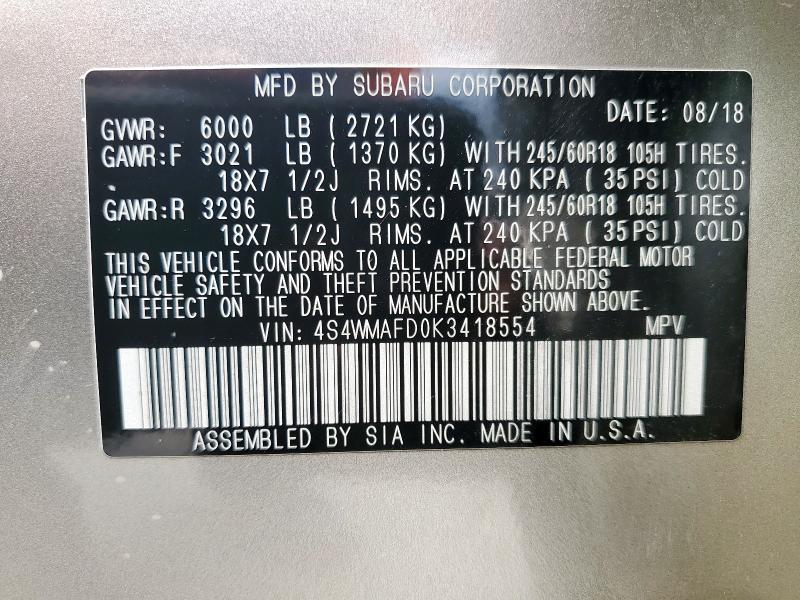 MFD BY SUBARU CORPORATION
DATE: 08/18
GVWR: 6000 LB ( 2721 KG)
GAWR:F 3021 LB ( 1370 KG) WITH 245/60R18 105H TIRES.
. 18X7 1/2J RIMS. AT 240 KPA ( 35 PSI) COLD
GAWR:R 3296 LB ( 1495 KG) WITH 245/60R18 105H TIRES.
18X7 1/2J RIMS. AT 240 KPA ( 35 PSI) COLD
THIS VEHICLE CONFORMS TO ALL APPLICABLE FEDERAL MOTOR
VEHICLE SAFETY AND THEFT PREVENTION STANDARDS
IN EFFECT ON THE DATE OF MANUFACTURE SHOWN ABOVE.
VIN: 4S4WMAFD0K3418554 MPV
ASSEMBLED BY SIA INC. MADE IN U.S.A.